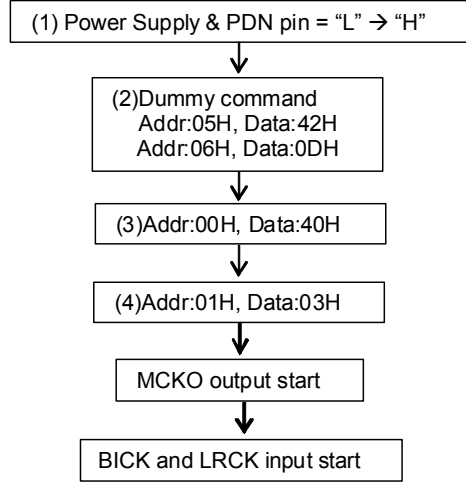 (1) Power Supply & PDN pin = “L” → “H”
(2)Dummy command
Addr:05H, Data:42H
Addr:06H, Data:0DH
(3)Addr:00H, Data:40H
(4)Addr:01H, Data:03H
MCKO output start
BICK and LRCK input start